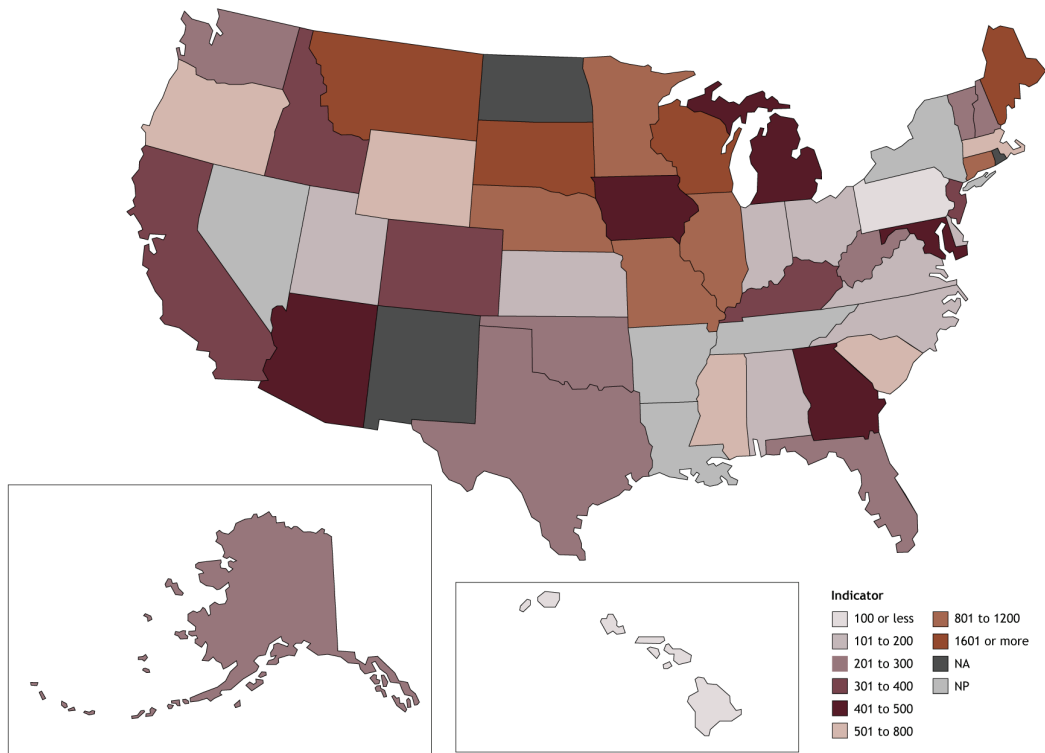 Indicator
100 or less
101 to 200
201 to 300
301 to 400
401 to 500
501 to 800
801 to 1200
1601 or more
NA
NP